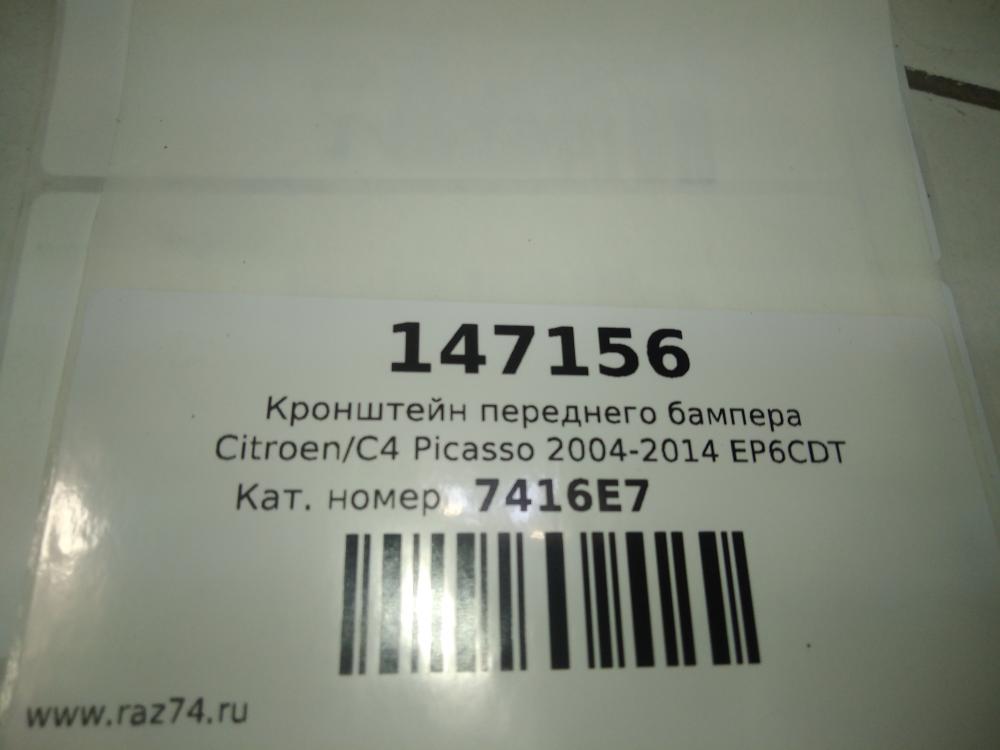 147156
Кронштейн переднего бампера
Citroen/C4 Picasso 2004-2014 EP6CDT
Кат. номер 7416E7
www.raz74.ru